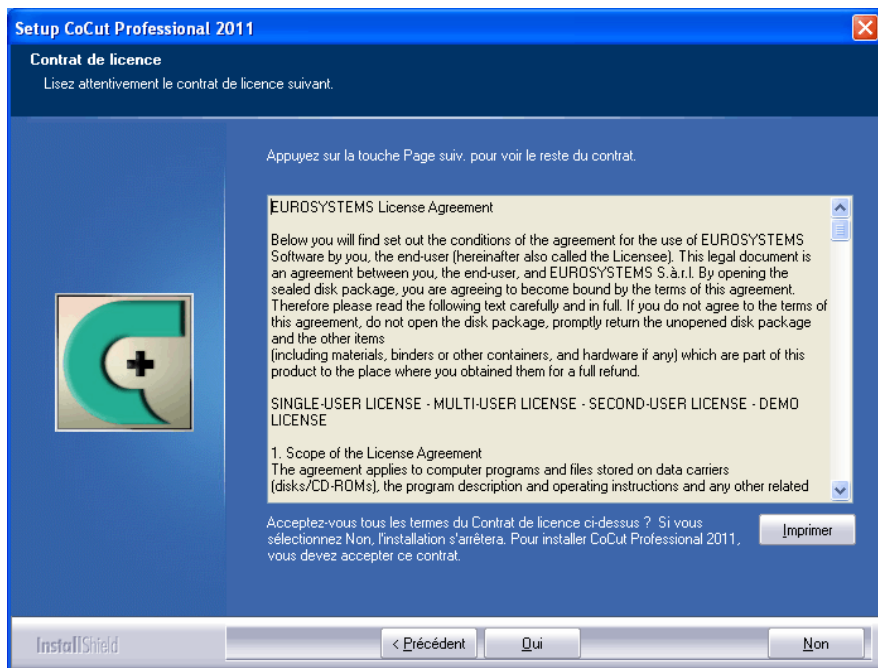 Setup CoCut Professional 2011
Contrat de licence
Lisez attentivement le contrat de licence suivant.
Appuyez sur la touche Page suiv. pour voir le reste du contrat.
EUROSYSTEMS License Agreement
Below you will find set out the conditions of the agreement for the use of EUROSYSTEMS
Software by you, the end-user (hereinafter also called the Licensee). This legal document is
an agreement between you, the end-user, and EUROSYSTEMS S.à.r.l. By opening the
sealed disk package, you are agreeing to become bound by the terms of this agreement.
Therefore please read the following text carefully and in full. If you do not agree to the terms of
this agreement, do not open the disk package, promptly return the unopened disk package
and the other items
(including materials, binders or other containers, and hardware if any) which are part of this
product to the place where you obtained them for a full refund.
SINGLE-USER LICENSE - MULTI-USER LICENSE - SECOND-USER LICENSE - DEMO
LICENSE
1. Scope of the License Agreement
The agreement applies to computer programs and files stored on data carriers
(disks/CD-ROMs), the program description and operating instructions and any other related
Acceptez-vous tous les termes du Contrat de licence ci-dessus ? Si vous
sélectionnez Non, l'installation s'arrêtera. Pour installer CoCut Professional 2011,
vous devez accepter ce contrat.
Imprimer
InstallShield
< Précédent
Oui
Non